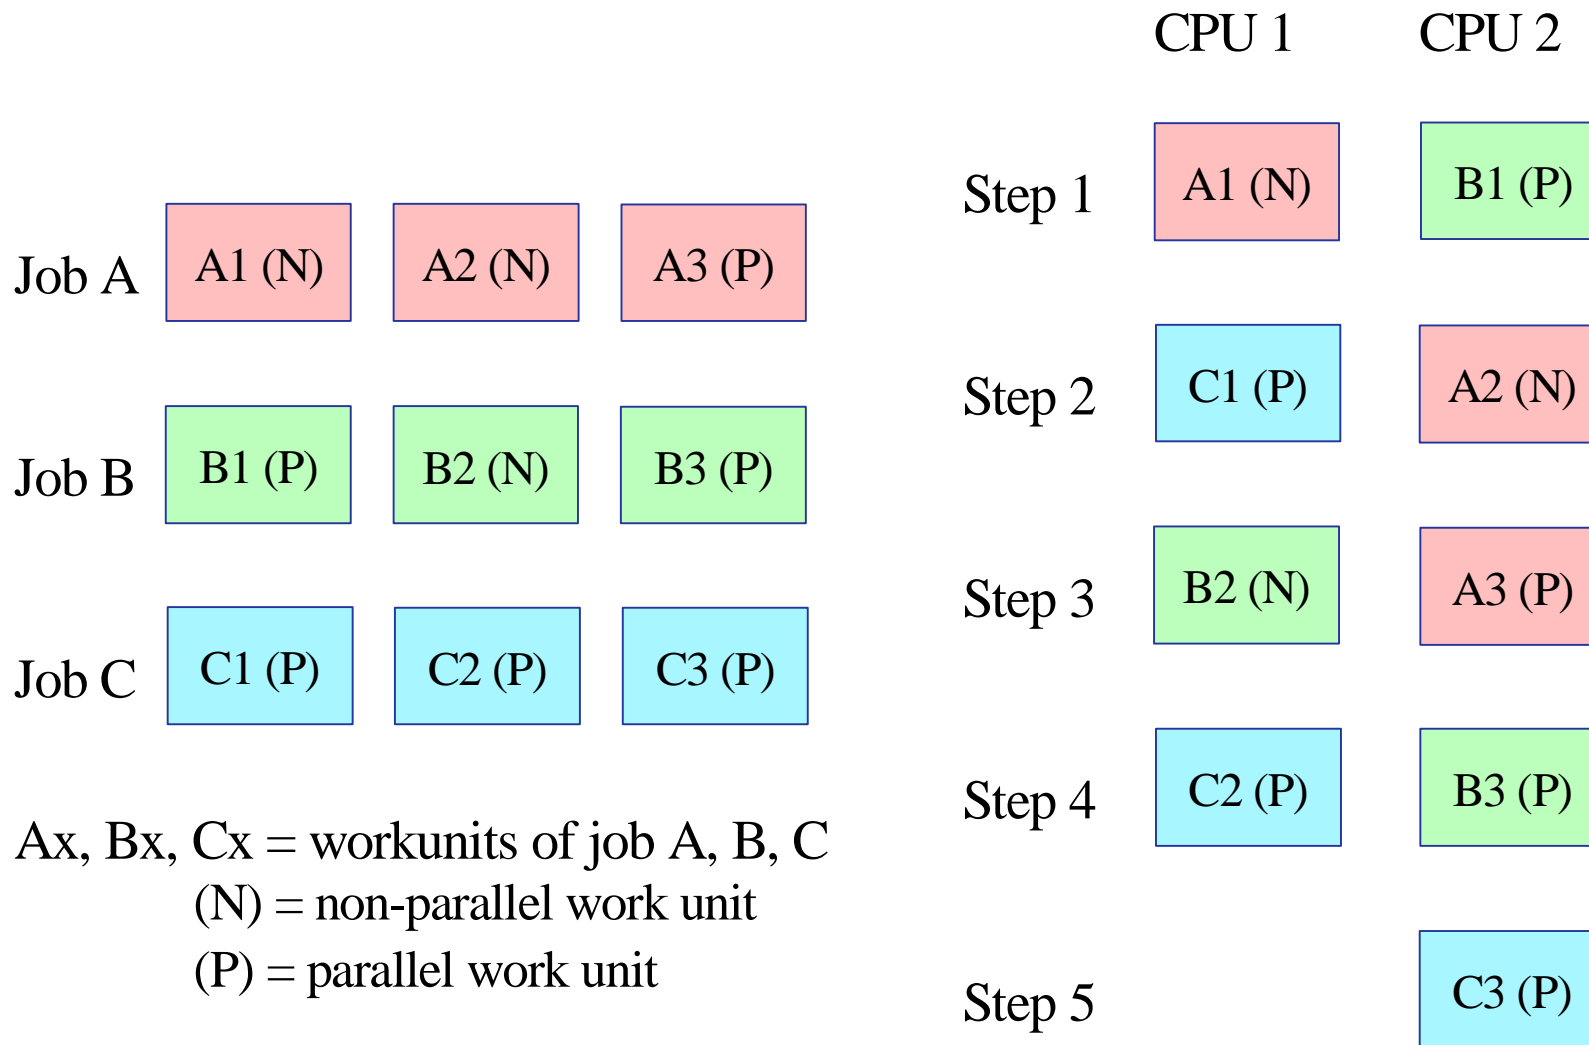 CPU 1 CPU 2
Step 1 A1 (N) B1 (P)
Job A A1 (N) A2 (N) A3 (P)
Step 2 C1 (P) A2 (N)
Job B B1 (P) B2 (N) B3 (P)
Step 3 B2 (N) A3 (P)
Job C C1 (P) C2 (P) C3 (P)
Step 4 C2 (P) B3 (P)
Ax, Bx, Cx = workunits of job A, B, C
(N) = non-parallel work unit
(P) = parallel work unit
Step 5 C3 (P)